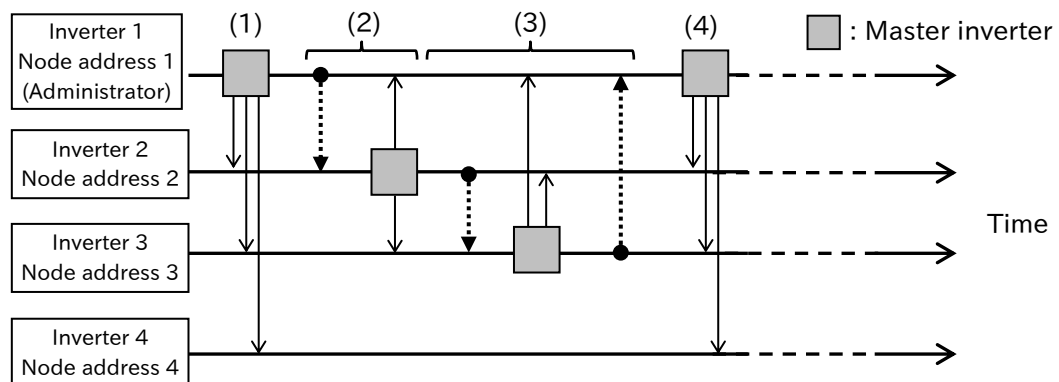 Inverter 1
Node address 1
(Administrator)
(1)
(2)
(3)
(4)
: Master inverter
Inverter 2
Node address 2
Inverter 3
Node address 3
Time
Inverter 4
Node address 4